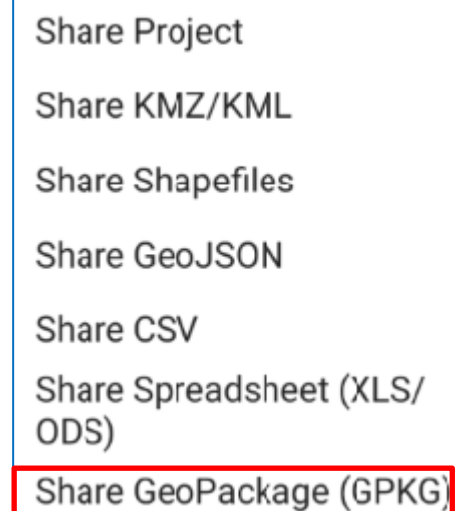 Share Project
Share KMZ/KML
Share Shapefiles
Share GeoJSON
Share CSV
Share Spreadsheet (XLS/
ODS)
Share GeoPackage (GPKG)